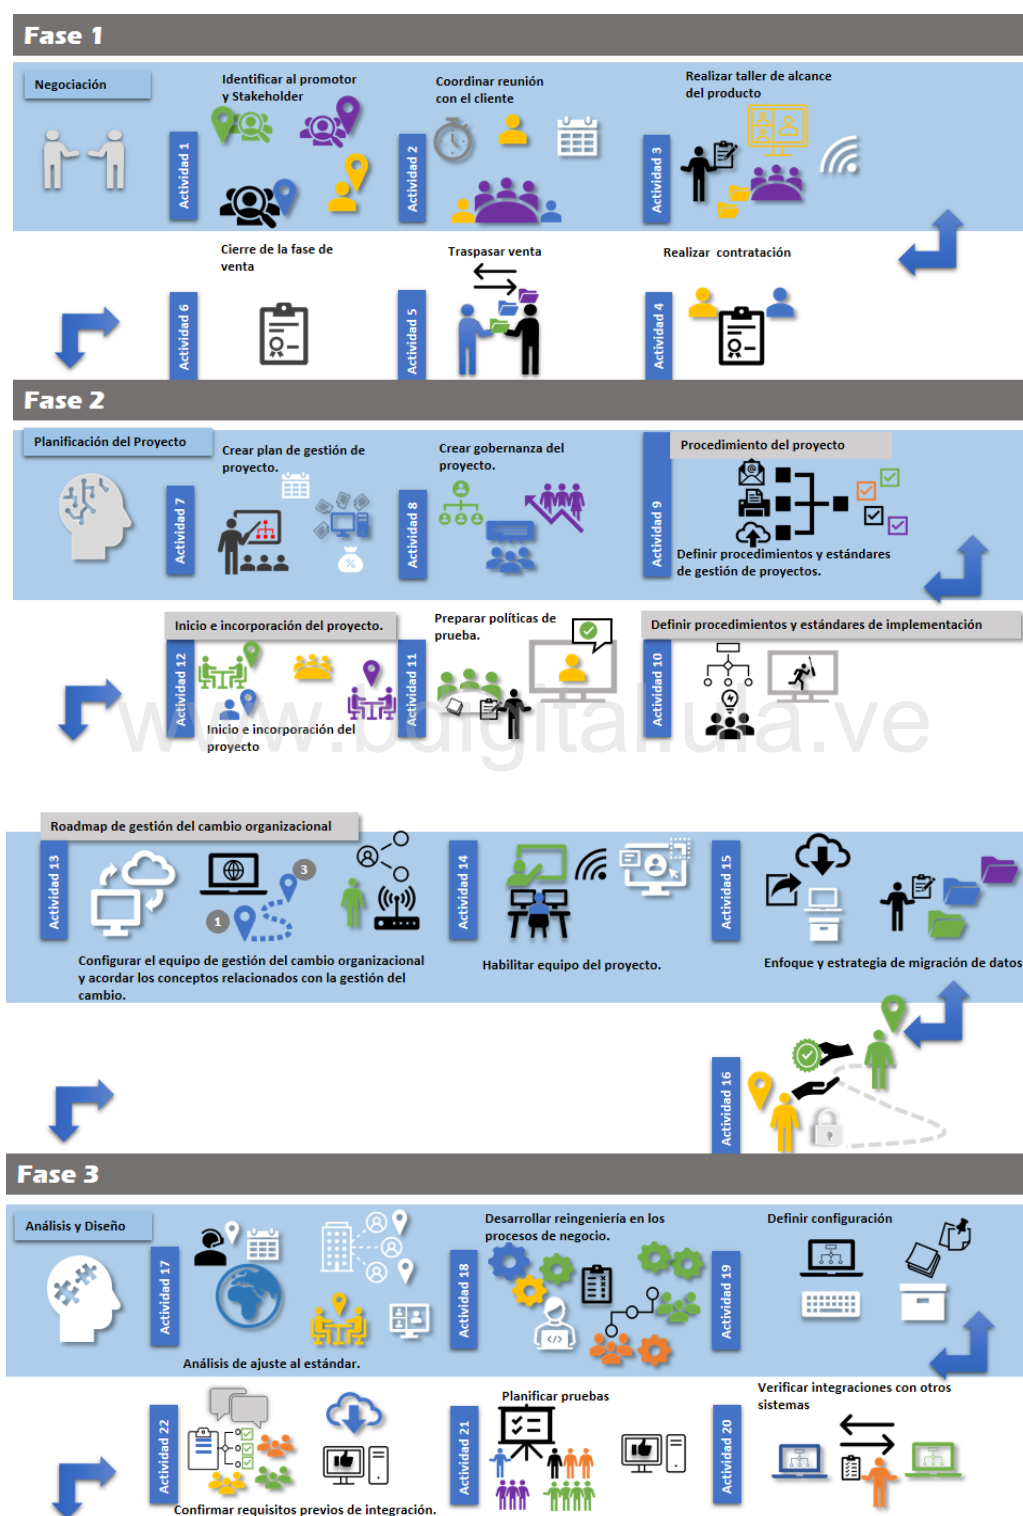 Fase 1
Negociación
Actividad 1
Identificar al promotor
y Stakeholder
Actividad 2
Coordinar reunión
con el cliente
Actividad 3
Realizar taller de alcance
del producto
Actividad 6
Cierre de la fase de
venta
Actividad 5
Traspasar venta
Actividad 4
Realizar contratación
Fase 2
Planificación del Proyecto
Actividad 7
Crear plan de gestión de
proyecto.
%
Actividad 8
Crear gobernanza del
proyecto.
Actividad 9
Procedimiento del proyecto
@
Definir procedimientos y estándares
de gestión de proyectos.
Actividad 12
Inicio e incorporación del proyecto.
Inicio e incorporación del
proyecto
Actividad 11
Preparar políticas de
prueba.
Actividad 10
Definir procedimientos y estándares de implementación
www.bdigital.ula.ve
Actividad 13
Roadmap de gestión del cambio organizacional
1
3
Configurar el equipo de gestión del cambio organizacional
y acordar los conceptos relacionados con la gestión del
cambio.
Actividad 14
Habilitar equipo del proyecto.
Actividad 15
Enfoque y estrategia de migración de datos
Actividad 16
Fase 3
Análisis y Diseño
Actividad 17
Análisis de ajuste al estándar.
Actividad 18
Desarrollar reingeniería en los
procesos de negocio.
</>
Actividad 19
Definir configuración
Actividad 22
Confirmar requisitos previos de integración.
Actividad 21
Planificar pruebas
Actividad 20
Verificar integraciones con otros
sistemas